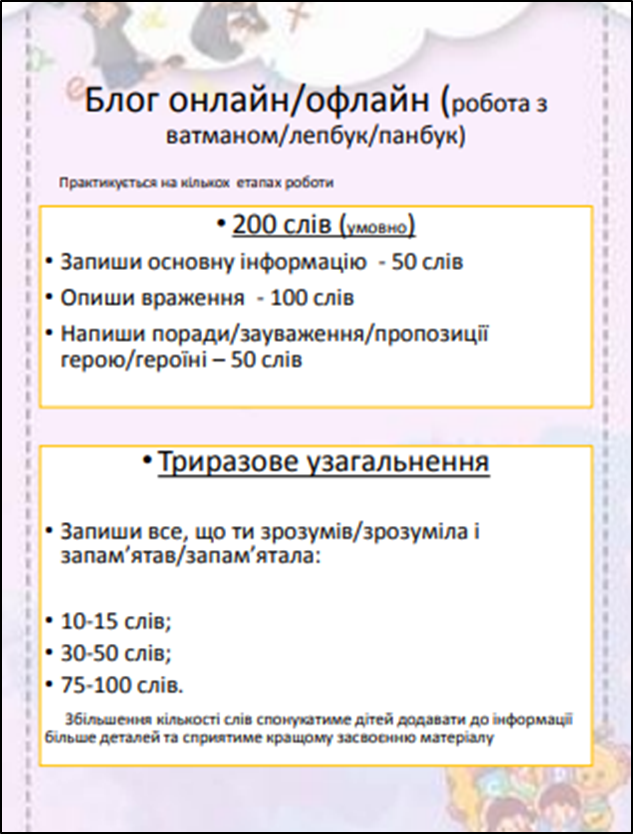 Блог онлайн/офлайн (робота з
ватманом/лепбук/панбук)
Практикується на кількох етапах роботи
• 200 слів (умовно)
• Запиши основну інформацію - 50 слів
• Опиши враження - 100 слів
• Напиши поради/зауваження/пропозиції
герою/героїні – 50 слів
• Триразове узагальнення
• Запиши все, що ти зрозумів/зрозуміла і
запам’ятав/запам’ятала:
• 10-15 слів;
• 30-50 слів;
• 75-100 слів.
Збільшення кількості слів спонукатиме дітей додавати до інформації
більше деталей та сприятиме кращому засвоєнню матеріалу